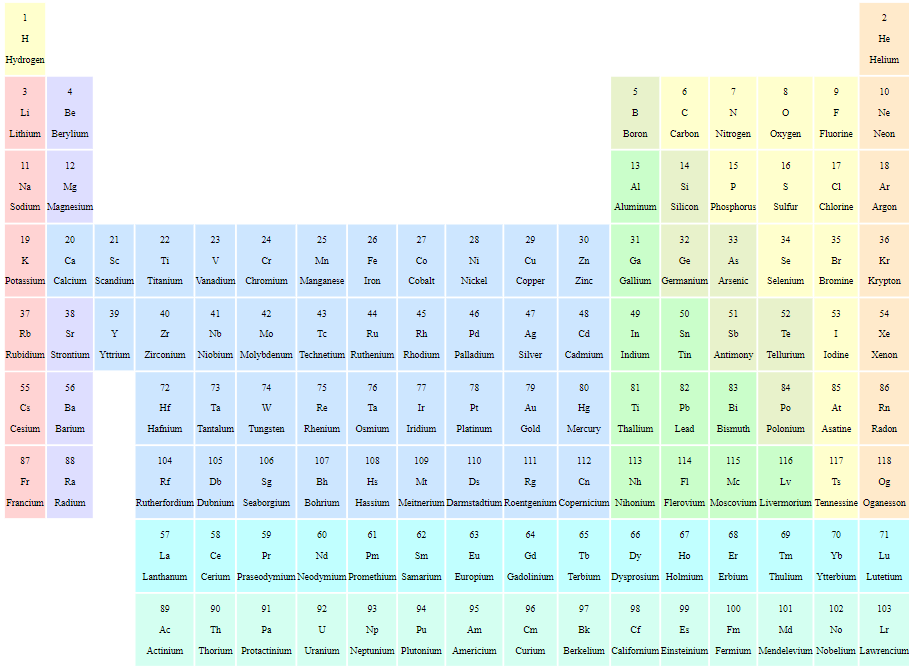 1 2
H He
Hydrogen Helium
3 4 5 6 7 8 9 10
Li Be B C N O F Ne
Lithium Berylium Boron Carbon Nitrogen Oxygen Fluorine Neon
11 12 13 14 15 16 17 18
Na Mg Al Si P S Cl Ar
Sodium Magnesium Aluminum Silicon Phosphorus Sulfur Chlorine Argon
19 20 21 22 23 24 25 26 27 28 29 30 31 32 33 34 35 36
K Ca Sc Ti V Cr Mn Fe Co Ni Cu Zn Ga Ge As Se Br Kr
Potassium Calcium Scandium Titanium Vanadium Chromium Manganese Iron Cobalt Nickel Copper Zinc Gallium Germanium Arsenic Selenium Bromine Krypton
37 38 39 40 41 42 43 44 45 46 47 48 49 50 51 52 53 54
Rb Sr Y Zr Nb Mo Tc Ru Rh Pd Ag Cd In Sn Sb Te I Xe
Rubidium Strontium Yttrium Zirconium Niobium Molybdenum Technetium Ruthenium Rhodium Palladium Silver Cadmium Indium Tin Antimony Tellurium Iodine Xenon
55 56 72 73 74 75 76 77 78 79 80 81 82 83 84 85 86
Cs Ba Hf Ta W Re Ta Ir Pt Au Hg Ti Pb Bi Po At Rn
Cesium Barium Hafnium Tantalum Tungsten Rhenium Osmium Iridium Platinum Gold Mercury Thallium Lead Bismuth Polonium Asatine Radon
87 88 104 105 106 107 108 109 110 111 112 113 114 115 116 117 118
Fr Ra Rf Db Sg Bh Hs Mt Ds Rg Cn Nh Fl Mc Lv Ts Og
Francium Radium Rutherfordium Dubnium Seaborgium Bohrium Hassium Meitnerium Darmstadtium Roentgenium Copernicium Nihonium Flerovium Moscovium Livermorium Tennessine Oganesson
57 58 59 60 61 62 63 64 65 66 67 68 69 70 71
La Ce Pr Nd Pm Sm Eu Gd Tb Dy Ho Er Tm Yb Lu
Lanthanum Cerium Praseodymium Neodymium Promethium Samarium Europium Gadolinium Terbium Dysprosium Holmium Erbium Thulium Ytterbium Lutetium
89 90 91 92 93 94 95 96 97 98 99 100 101 102 103
Ac Th Pa U Np Pu Am Cm Bk Cf Es Fm Md No Lr
Actinium Thorium Protactinium Uranium Neptunium Plutonium Americium Curium Berkelium Californium Einsteinium Fermium Mendelevium Nobelium Lawrencium